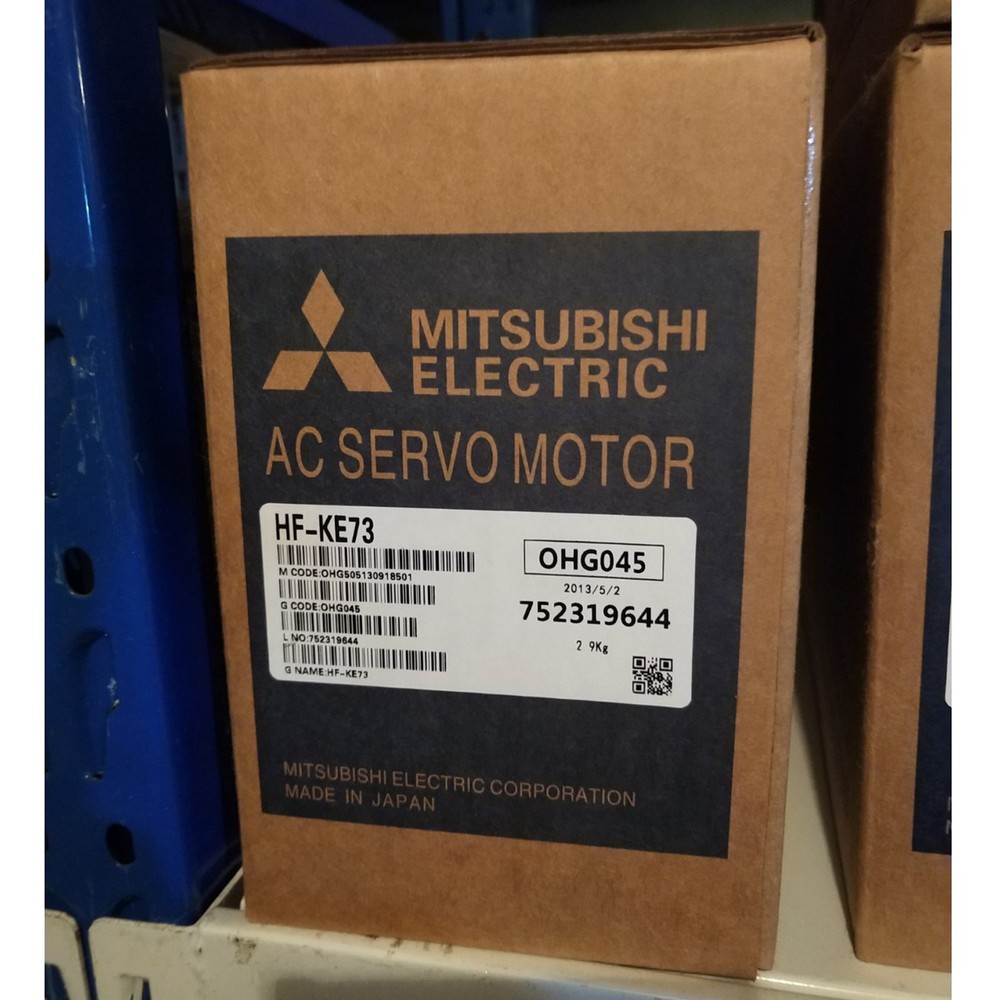 MITSUBISHI
ELECTRIC
AC SERVO MOTOR
HF-KE73
M CODE:OHG505130918501
G CODE:OHG045
L NO:752319644
G NAME:HF-KE73
OHG045
2013/5/2
752319644
2 9Kg
MITSUBISHI ELECTRIC CORPORATION
MADE IN JAPAN